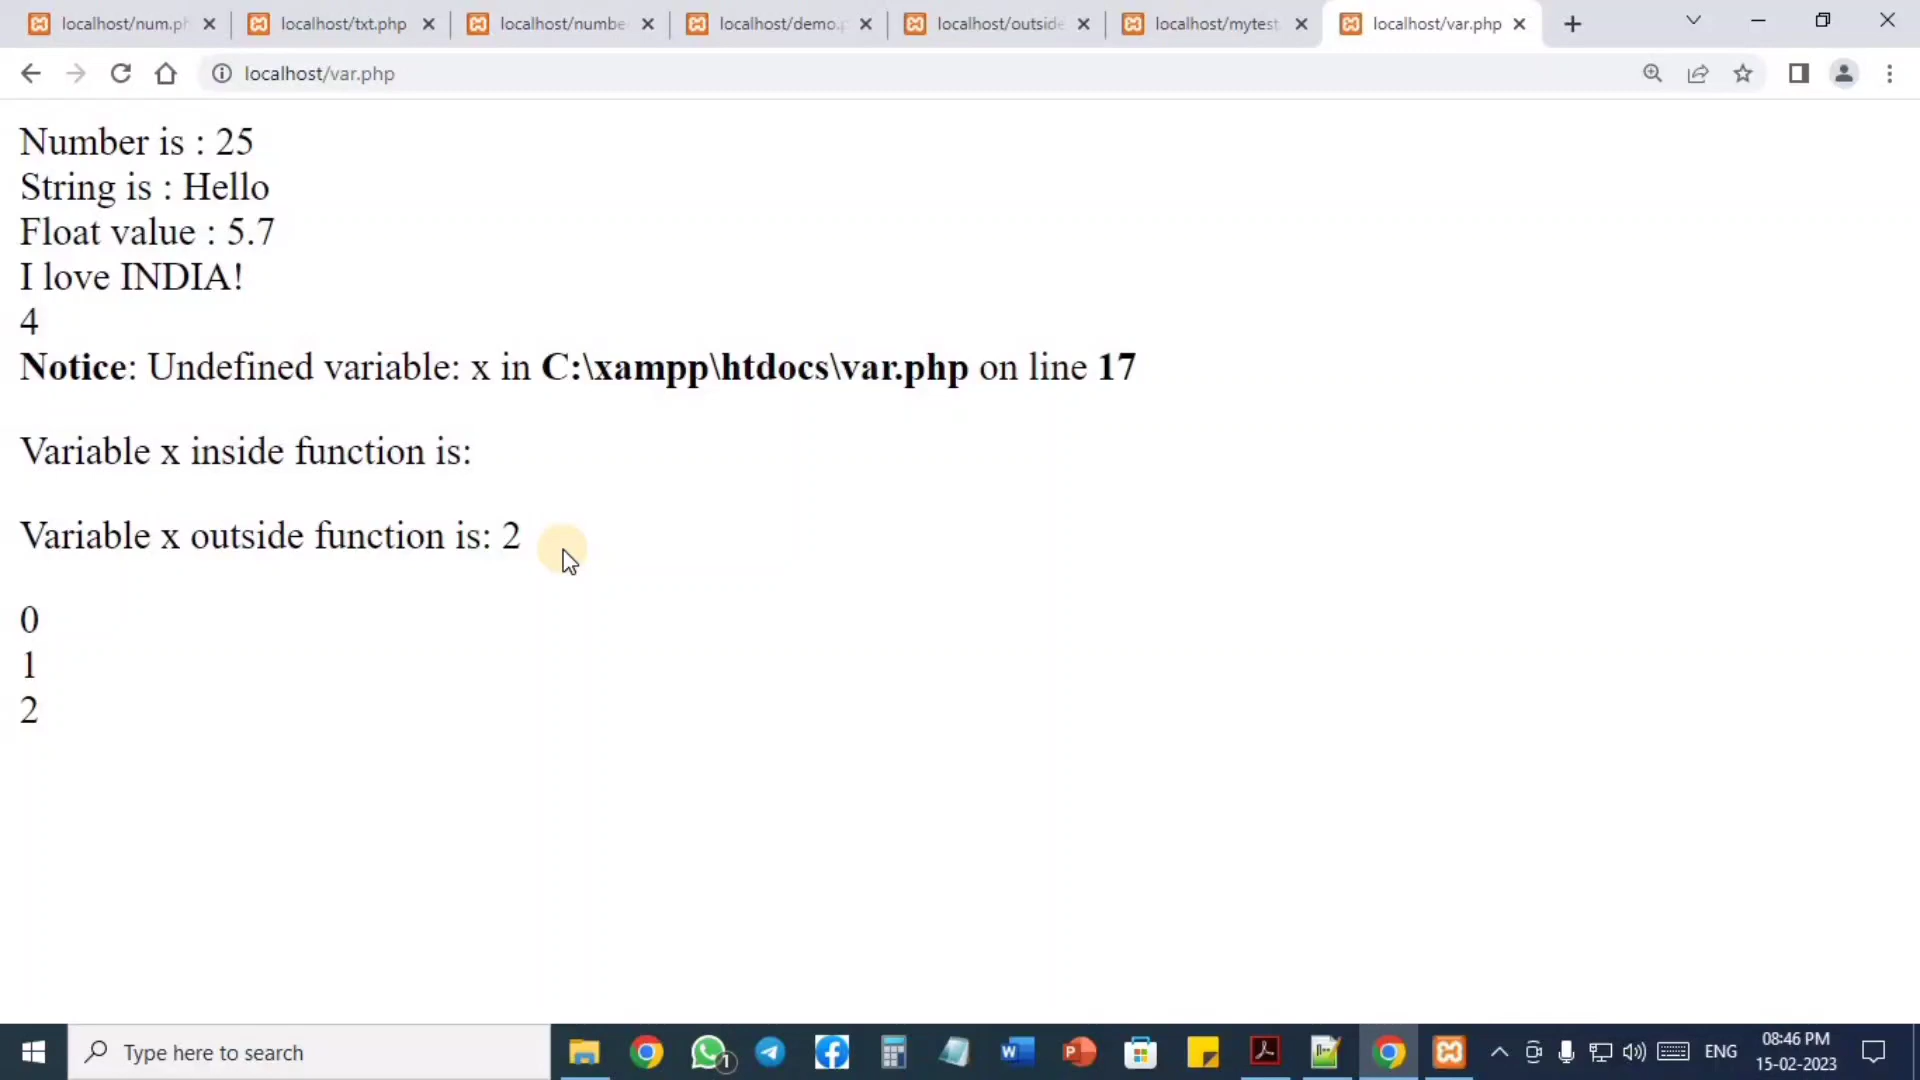 localhost/num.ph
localhost/txt.php
localhost/numbe
localhost/demo.p
localhost/outside
localhost/mytest
localhost/var.php
localhost/var.php
Number is : 25
String is : Hello
Float value : 5.7
I love INDIA!
4
Notice: Undefined variable: x in C:\xampp\htdocs\var.php on line 17
Variable x inside function is:
Variable x outside function is: 2
0
1
2
Type here to search
1
ENG
08:46 PM
15-02-2023